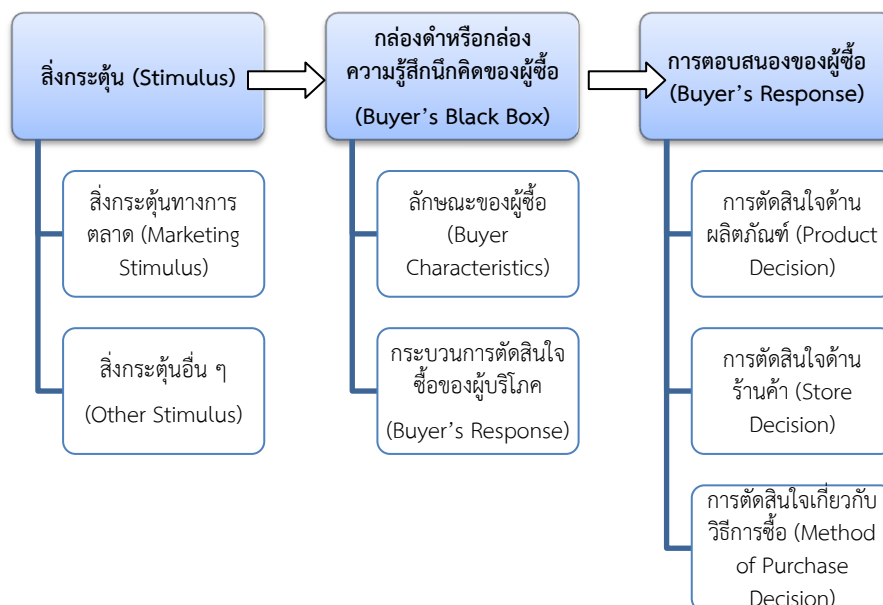 สิ่งกระตุ้น (Stimulus)
กล่องดำหรือกล่อง
ความรู้สึกนึกคิดของผู้ซื้อ
(Buyer’s Black Box)
การตอบสนองของผู้ซื้อ
(Buyer’s Response)
สิ่งกระตุ้นทางการ
ตลาด (Marketing
Stimulus)
สิ่งกระตุ้นอื่น ๆ
(Other Stimulus)
ลักษณะของผู้ซื้อ
(Buyer
Characteristics)
กระบวนการตัดสินใจ
ซื้อของผู้บริโภค
(Buyer’s Response)
การตัดสินใจด้าน
ผลิตภัณฑ์ (Product
Decision)
การตัดสินใจด้าน
ร้านค้า (Store
Decision)
การตัดสินใจเกี่ยวกับ
วิธีการซื้อ (Method
of Purchase
Decision)